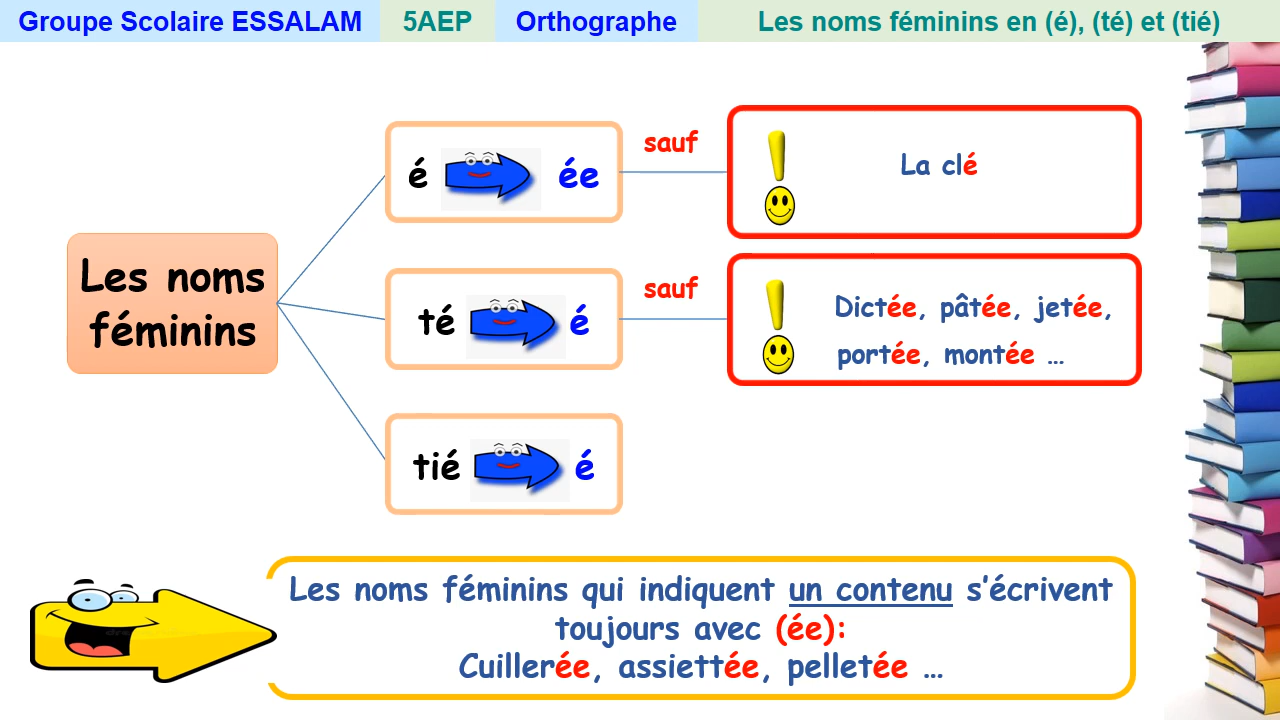 Groupe Scolaire ESSALAM 5AEP Orthographe Les noms féminins en (é), (té) et (tié)
Les noms
féminins
é ée
sauf
La clé
té é
sauf
Dictée, pâtée, jetée,
portée, montée ...
tié é
Les noms féminins qui indiquent un contenu s’écrivent
toujours avec (ée):
Cuillerée, assiettée, pelletée ...